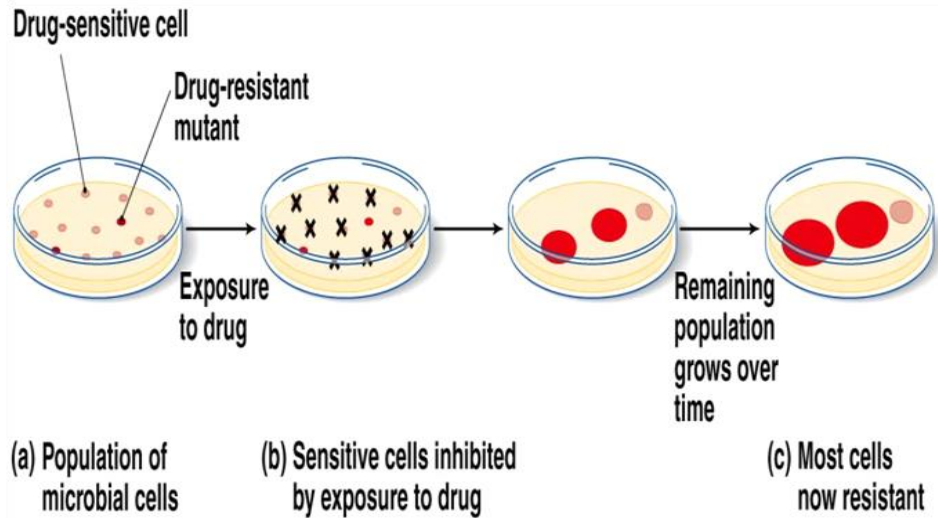 Drug-sensitive cell
Drug-resistant
mutant
Exposure
to drug
Remaining
population
grows over
time
(a) Population of
microbial cells
(b) Sensitive cells inhibited
by exposure to drug
(c) Most cells
now resistant